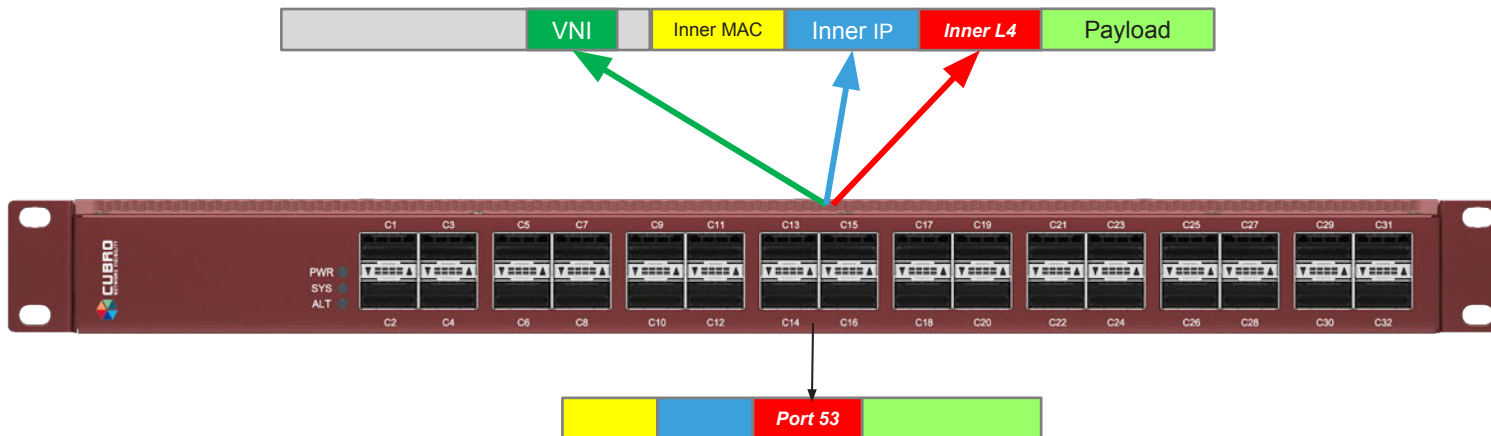 VNI Inner MAC Inner IP Inner L4 Payload
C1 C3 C5 C7 C9 C11 C13 C15 C17 C19 C21 C23 C25 C27 C29 C31
CUBRO
NETWORK VISIBILITY
PWR
SYS
ALT
C2 C4 C6 C8 C10 C12 C14 C16 C18 C20 C22 C24 C26 C28 C30 C32
Port 53